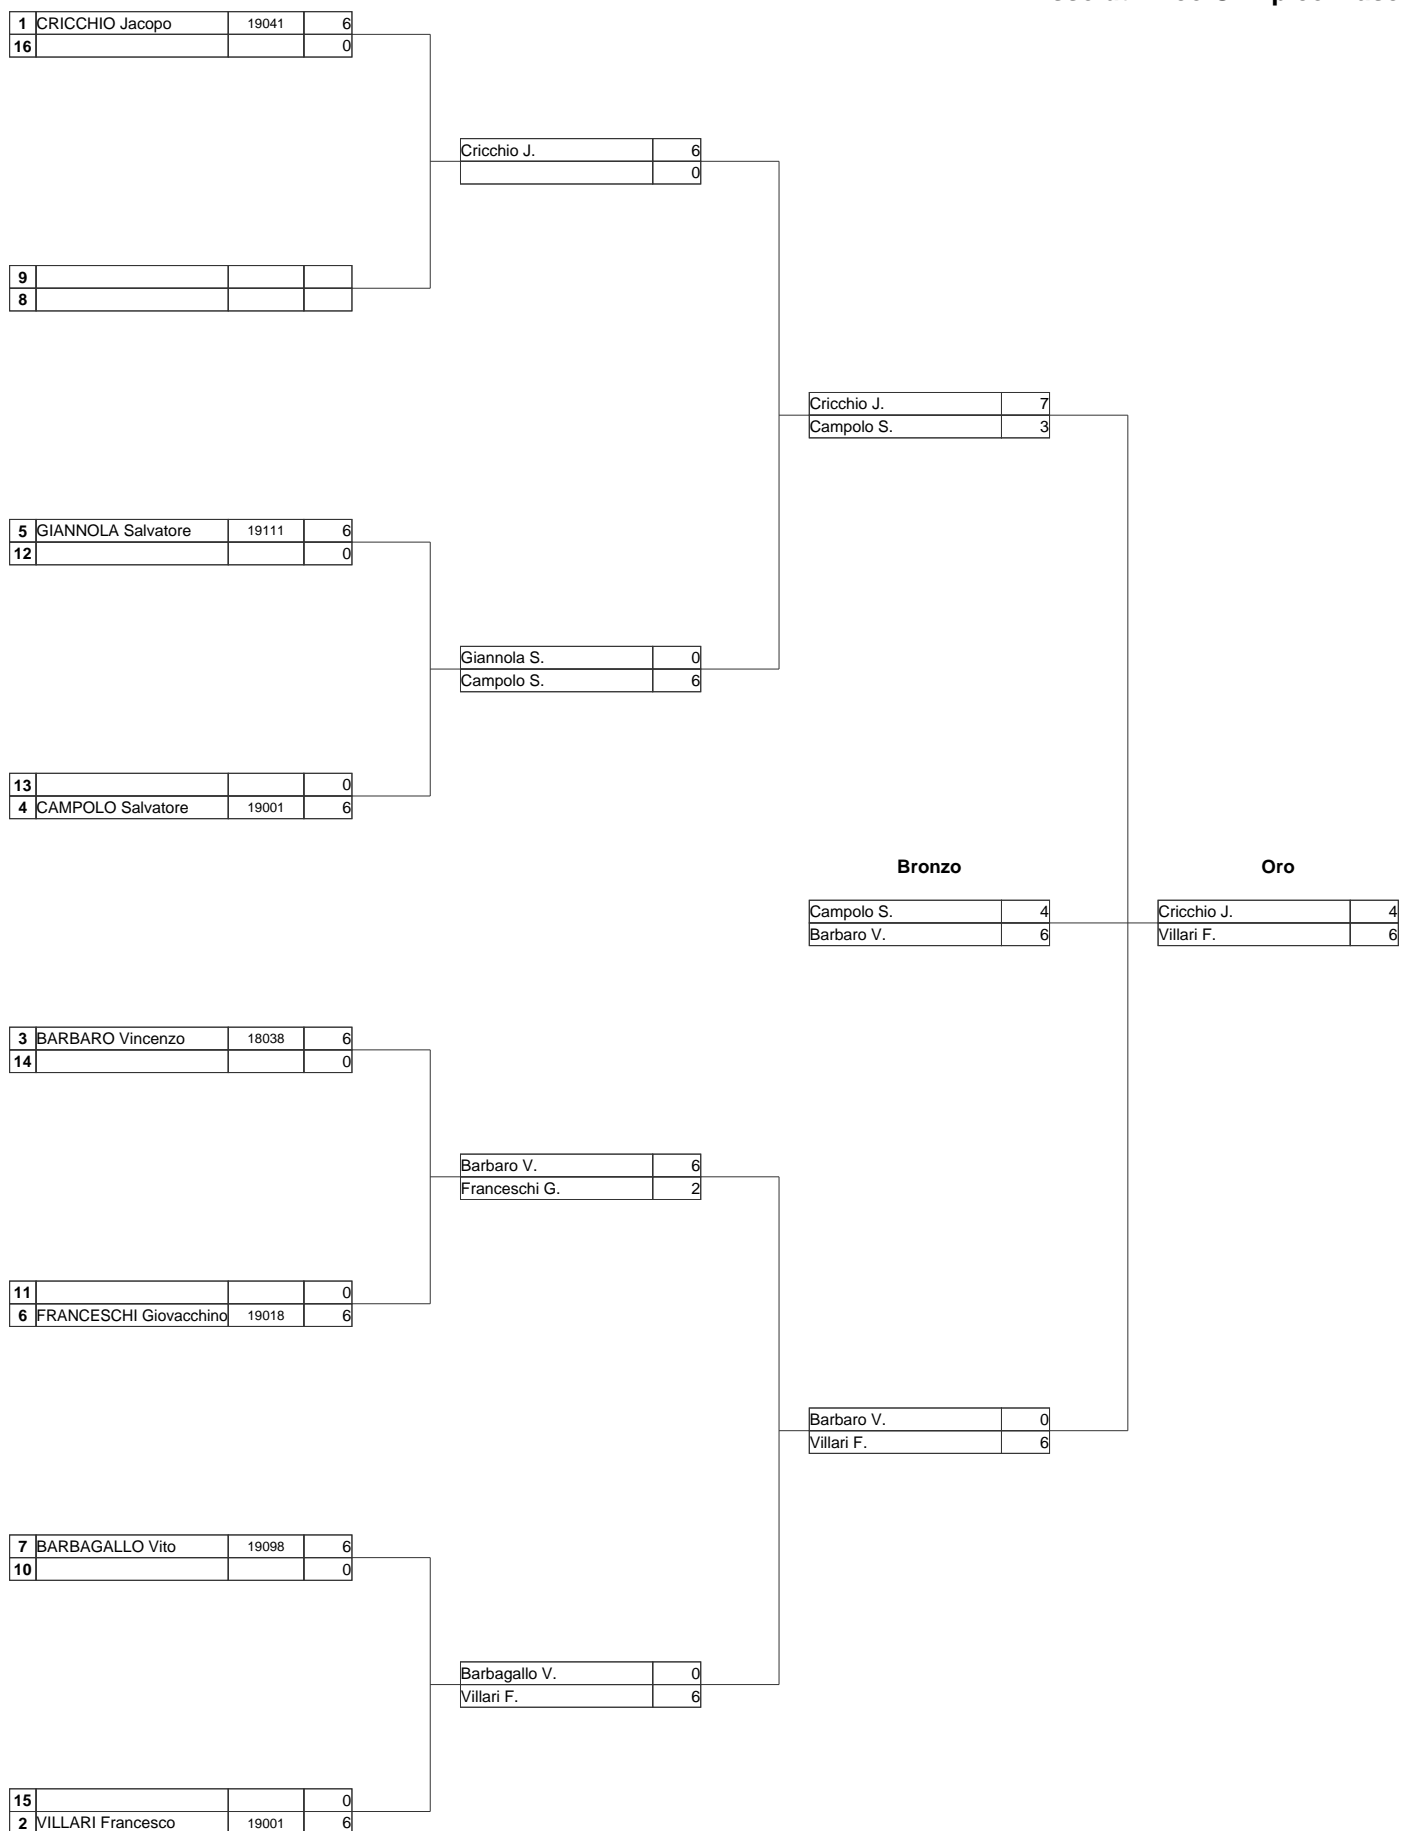 1 CRICCHIO Jacopo 19041 6
16 0
Cricchio J. 6
0
9
8
Cricchio J. 7
Campolo S. 3
5 GIANNOLA Salvatore 19111 6
12 0
Giannola S. 0
Campolo S. 6
13 0
4 CAMPOLO Salvatore 19001 6
Bronzo Oro
Campolo S. 4 Cricchio J. 4
Barbaro V. 6 Villari F. 6
3 BARBARO Vincenzo 18038 6
14 0
Barbaro V. 6
Franceschi G. 2
11 0
6 FRANCESCHI Giovacchino 19018 6
Barbaro V. 0
Villari F. 6
7 BARBAGALLO Vito 19098 6
10 0
Barbagallo V. 0
Villari F. 6
15 0
2 VILLARI Francesco 19001 6